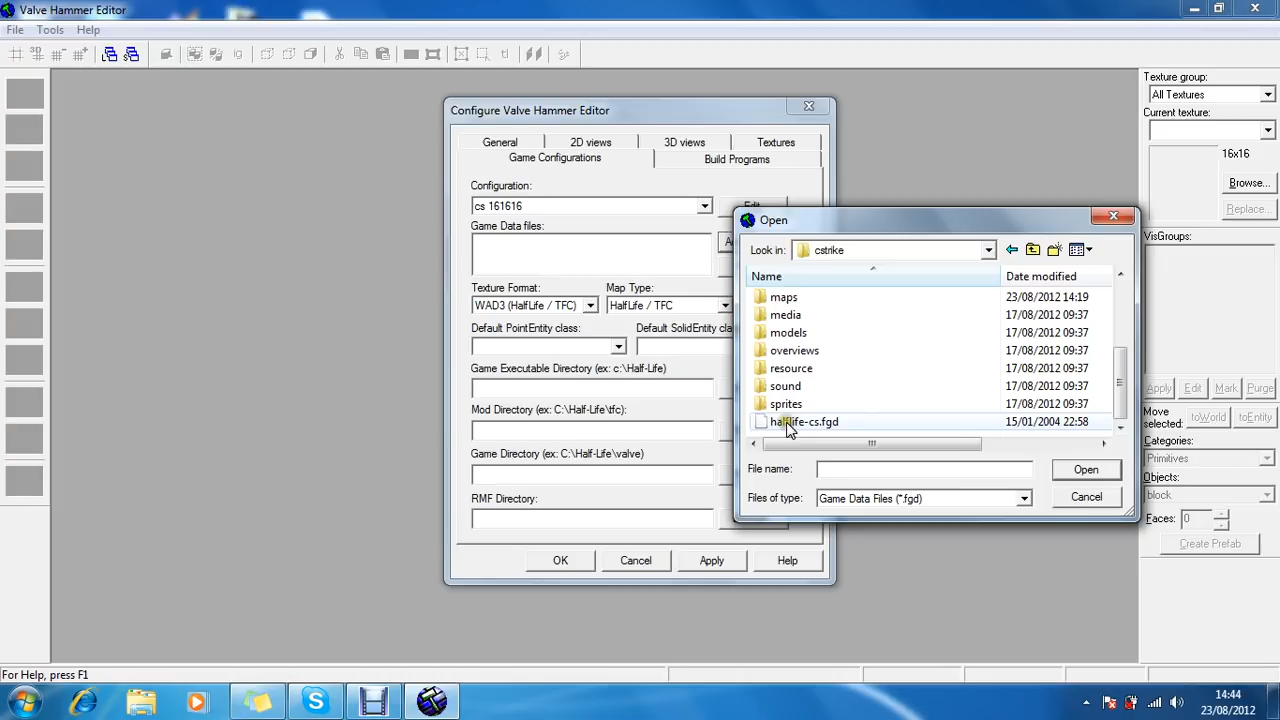 Valve Hammer Editor
File Tools Help
Texture group:
All Textures
Current texture:
16x16
Browse...
Replace...
VisGroups:
Apply Edit Mark Purge
Move selected:
toWorld toEntity
Categories:
Primitives
Objects:
block
Faces: 0
Create Prefab
Configure Valve Hammer Editor
General 2D views 3D views Textures
Game Configurations Build Programs
Configuration:
cs 161616
Edit
Game Data files:
Texture Format: Map Type:
WAD3 (HalfLife / TFC) HalfLife / TFC
Default PointEntity class: Default SolidEntity cla
Game Executable Directory (ex: c:\Half-Life)
Mod Directory (ex: C:\Half-Life\tfc):
Game Directory (ex: C:\Half-Life\valve)
RMF Directory:
OK Cancel Apply Help
Open
Look in: cstrike
Name Date modified
maps 23/08/2012 14:19
media 17/08/2012 09:37
models 17/08/2012 09:37
overviews 17/08/2012 09:37
resource 17/08/2012 09:37
sound 17/08/2012 09:37
sprites 17/08/2012 09:37
halflife-cs.fgd 15/01/2004 22:58
File name: Open
Files of type: Game Data Files (*.fgd) Cancel
For Help, press F1
14:44
23/08/2012